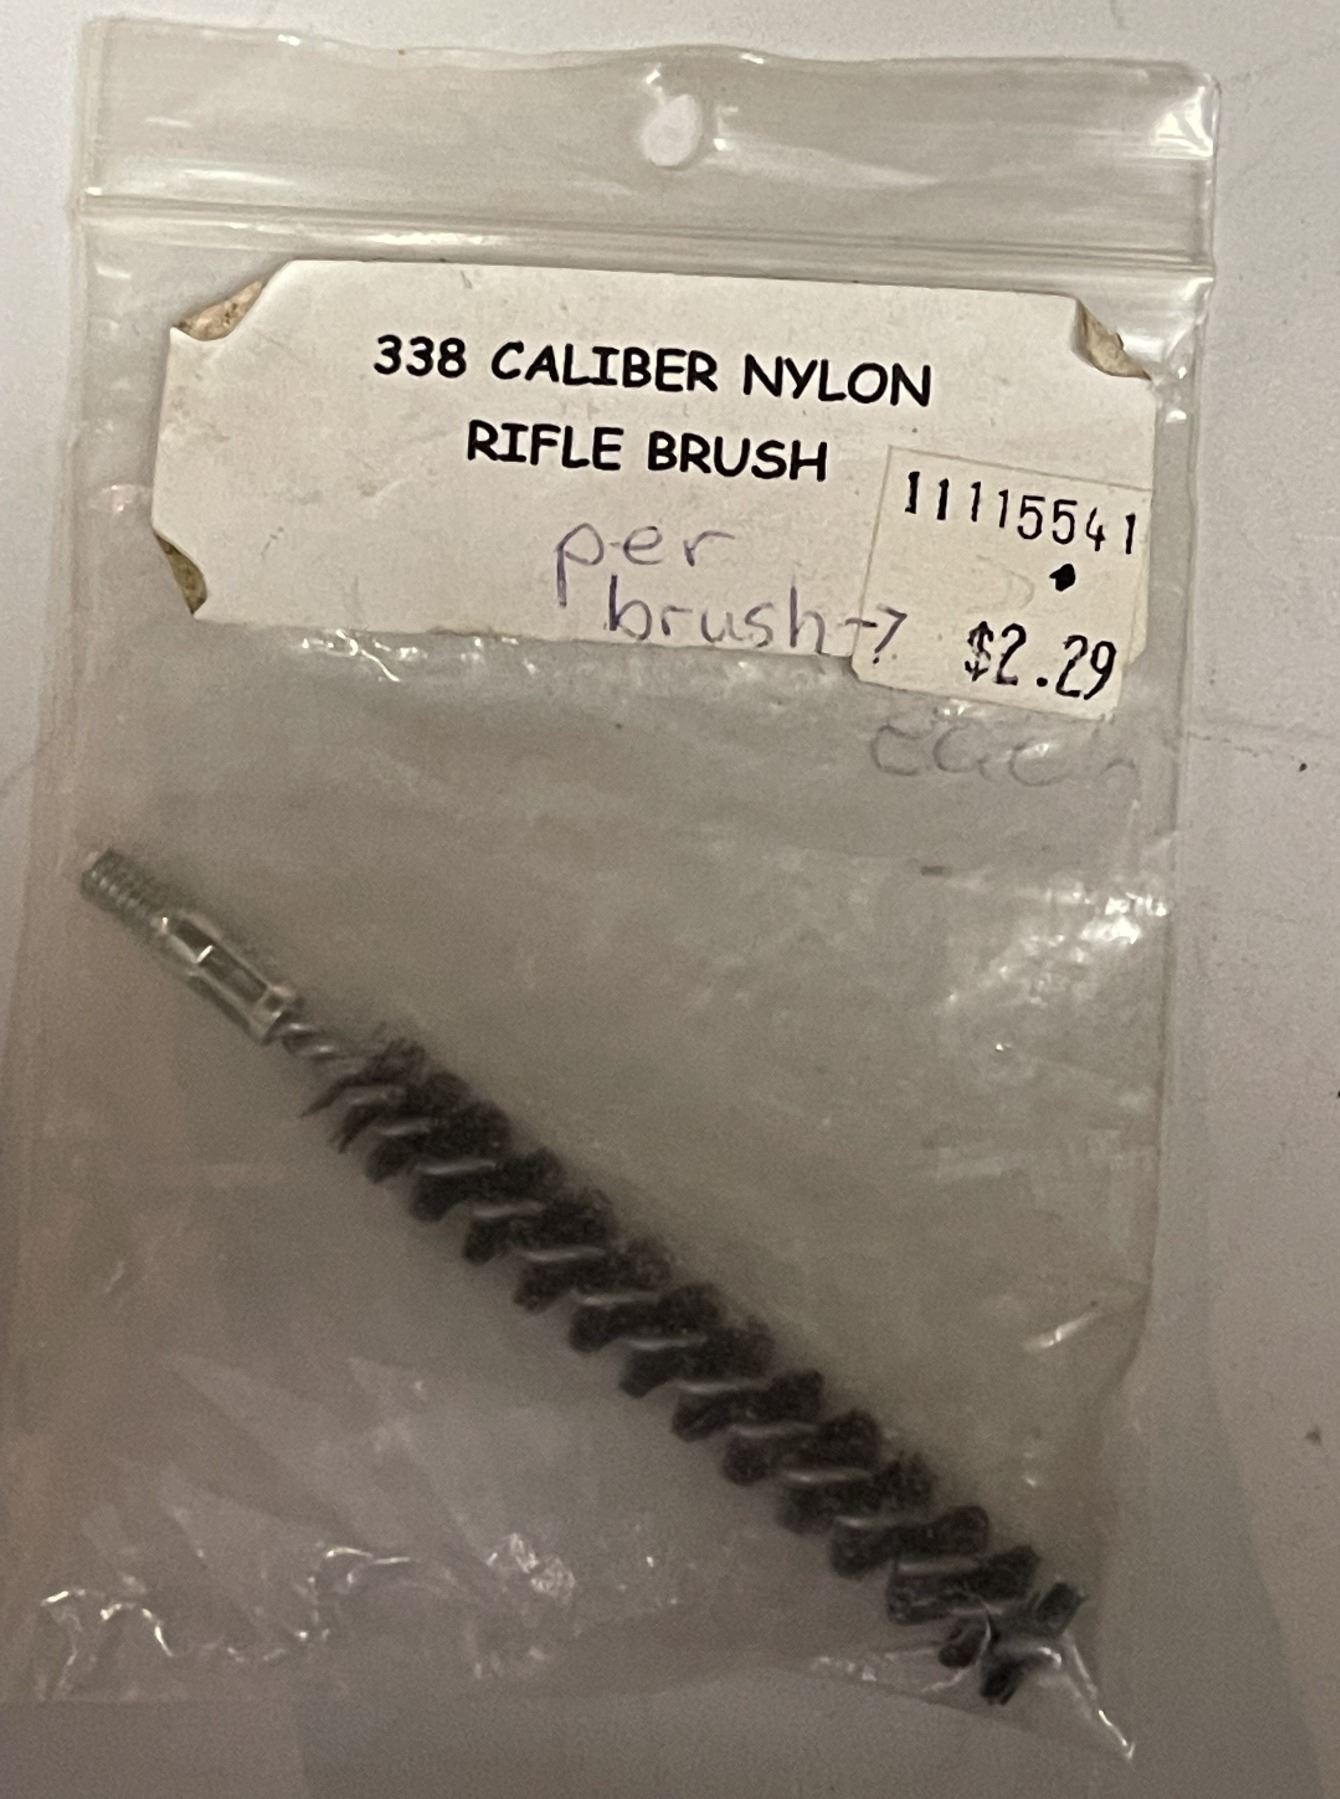 338 CALIBER NYLON
RIFLE BRUSH
11115541
per
brush→
$2.29
each